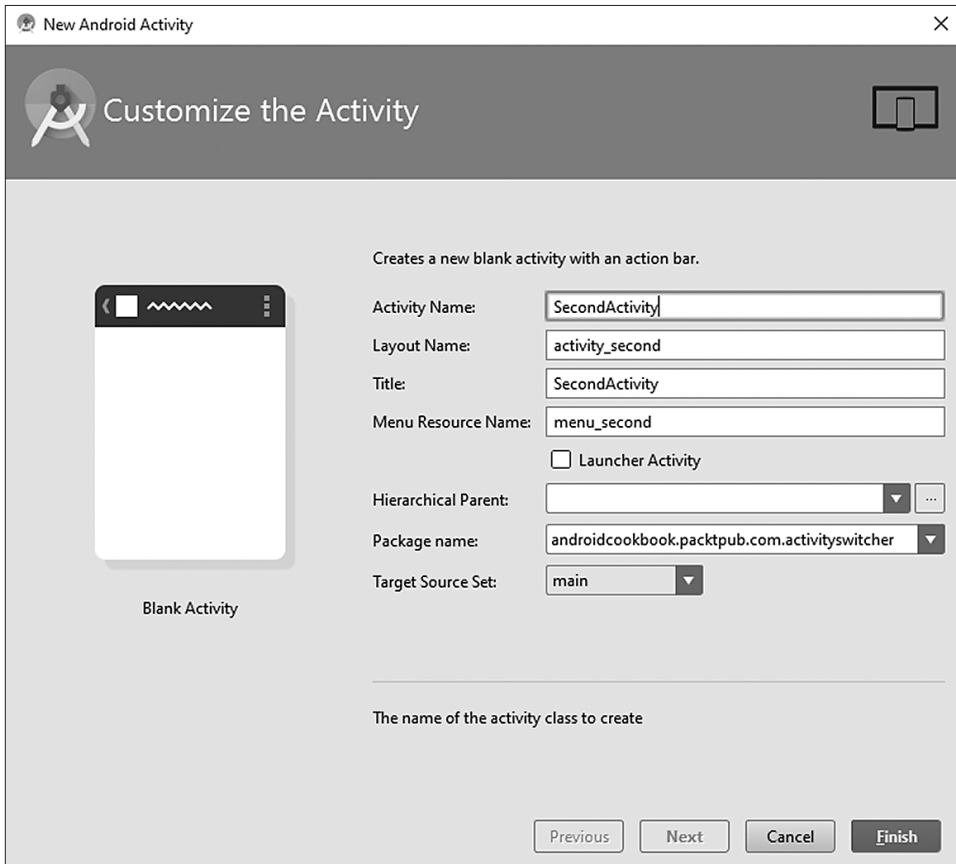 New Android Activity
Customize the Activity
Creates a new blank activity with an action bar.
Activity Name: SecondActivity
Layout Name: activity_second
Title: SecondActivity
Menu Resource Name: menu_second
Launcher Activity
Hierarchical Parent: ...
Package name: androidcookbook.packtpub.com.activityswitcher
Target Source Set: main
Blank Activity
The name of the activity class to create
Previous Next Cancel Finish